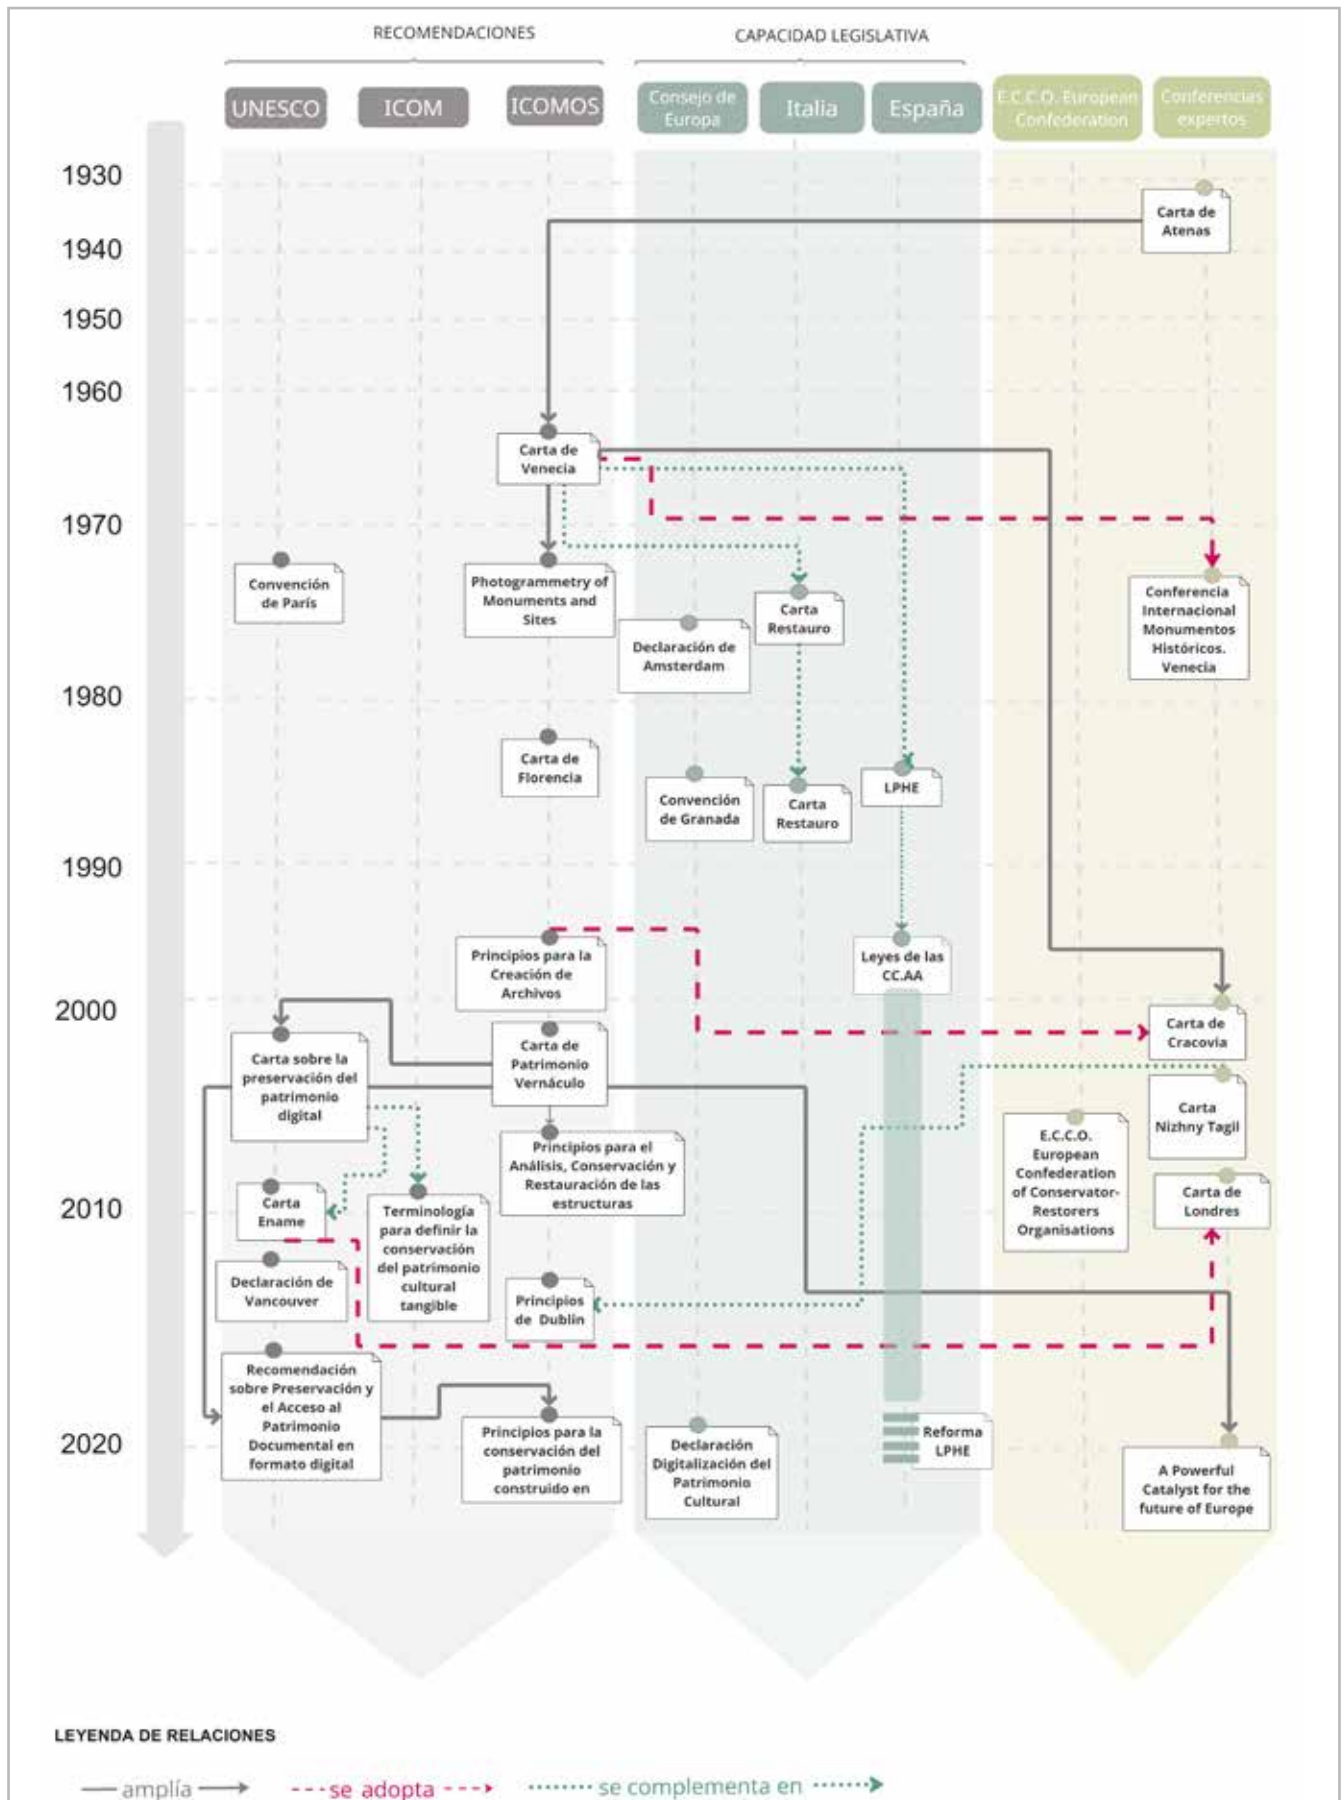 RECOMENDACIONES
CAPACIDAD LEGISLATIVA
UNESCO
ICOM
ICOMOS
Consejo de
Europa
Italia
España
E.C.C.O. European
Confederation
Conferencias
expertos
1930
Carta de
Atenas
1940
1950
1960
Carta de
Venecia
1970
Convención
de París
Photogrammetry of
Monuments and
Sites
Carta
Restauro
Declaración de
Amsterdam
Conferencia
Internacional
Monumentos
Históricos.
Venecia
1980
Carta de
Florencia
Convención
de Granada
Carta
Restauro
LPHE
1990
Principios para la
Creación de
Archivos
Leyes de las
CC.AA
2000
Carta sobre la
preservación del
patrimonio
digital
Carta de
Patrimonio
Vernáculo
Carta de
Cracovia
Carta
Nizhny Tagil
Principios para el
Análisis, Conservación y
Restauración de las
estructuras
E.C.C.O.
European
Confederation
of Conservator-
Restorers
Organisations
2010
Carta
Ename
Terminología
para definir la
conservación
del patrimonio
cultural
tangible
Carta de
Londres
Declaración de
Vancouver
Principios
de Dublín
Recomendación
sobre Preservación y
el Acceso al
Patrimonio
Documental en
formato digital
2020
Principios para la
conservación del
patrimonio
construido en
Declaración
Digitalización del
Patrimonio
Cultural
Reforma
LPHE
A Powerful
Catalyst for the
future of Europe
LEYENDA DE RELACIONES
amplía
se adopta
se complementa en